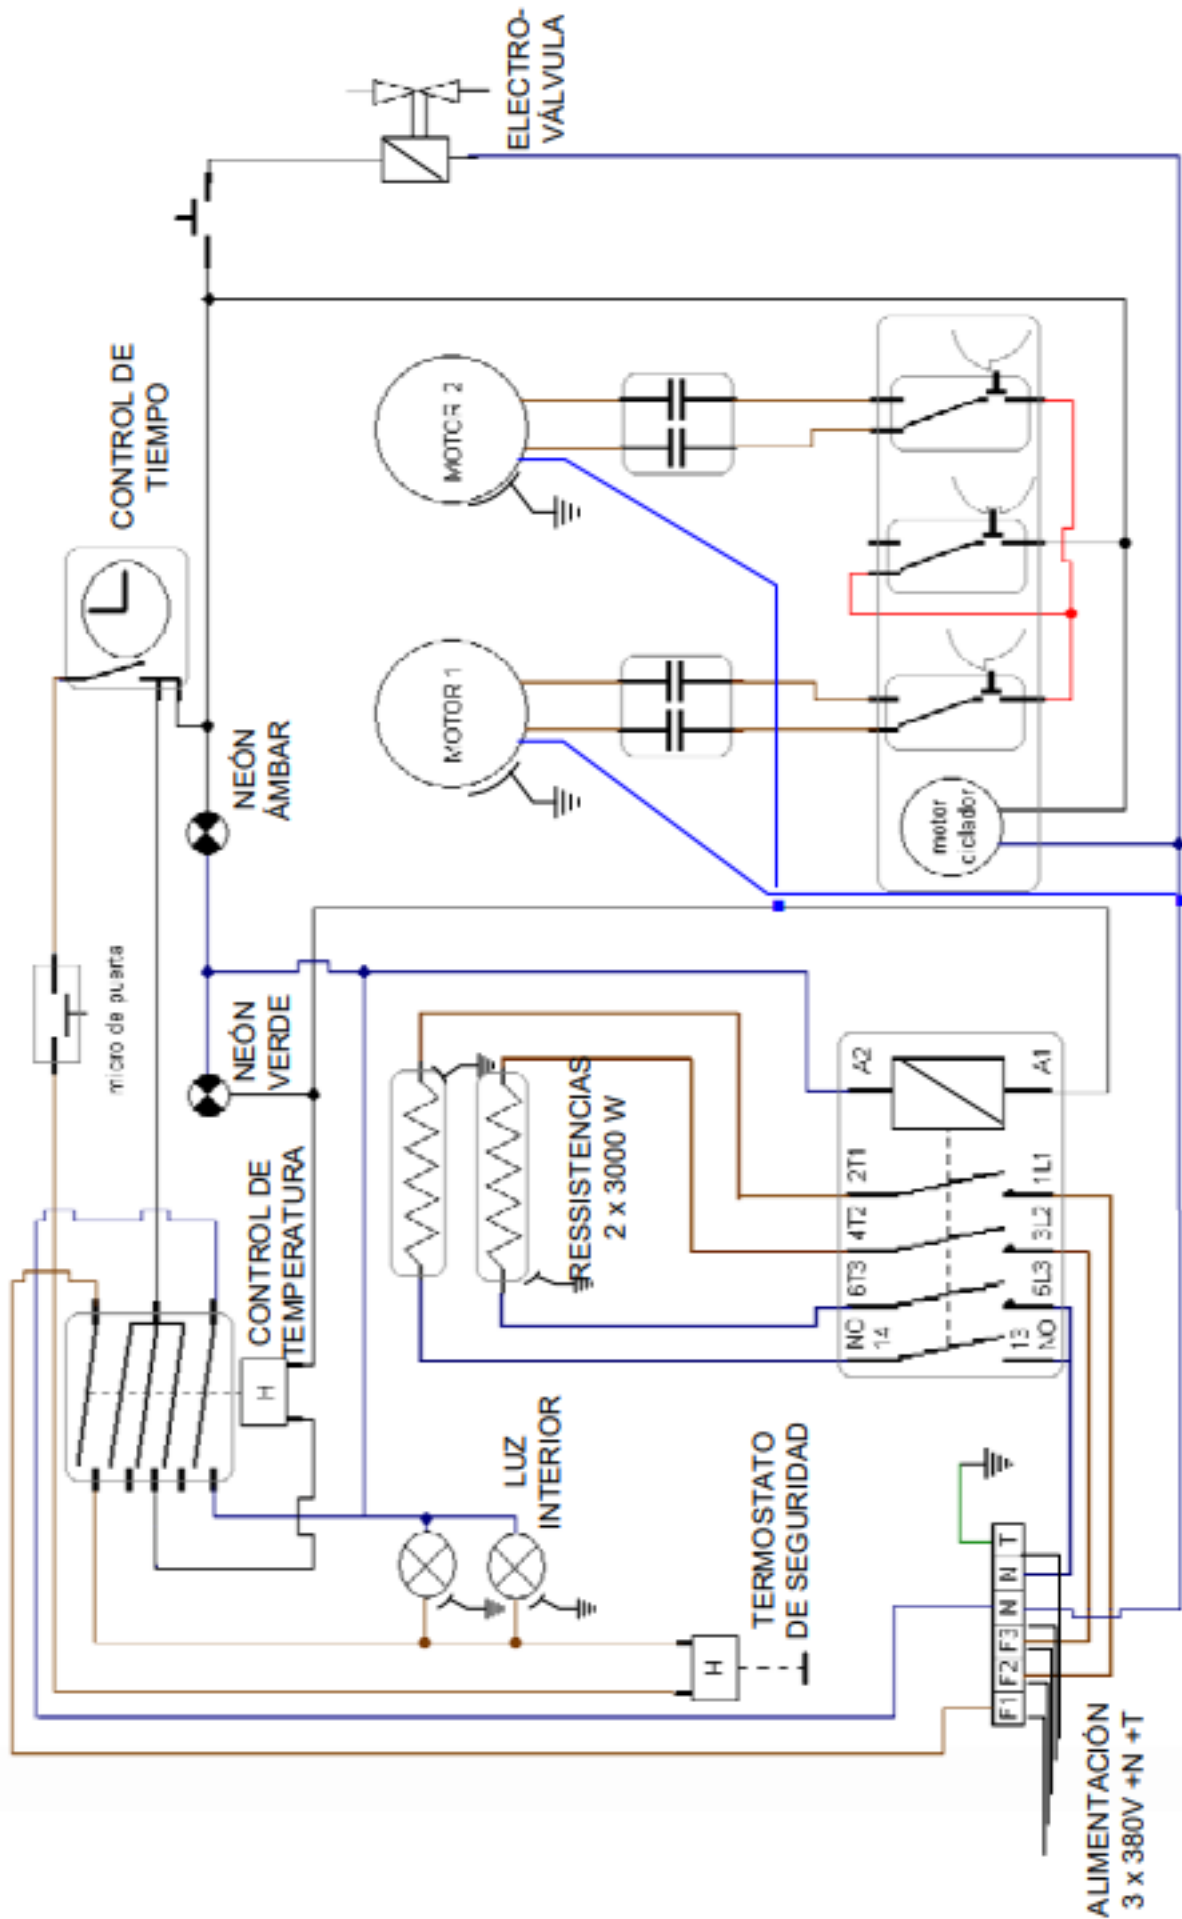 ELECTRO-
VÁLVULA
CONTROL DE
TIEMPO
MOTOR 2
MOTOR 1
motor
ciclador
NEÓN
ÁMBAR
micro de puerta
NEÓN
VERDE
CONTROL DE
TEMPERATURA
H
RESSISTENCIAS
2 x 3000 W
A2
A1
2T1
1L1
4T2
3L2
6T3
5L3
NO
14
13
NO
LUZ
INTERIOR
TERMOSTATO
DE SEGURIDAD
H
F1 F2 F3 N N T
ALIMENTACIÓN
3 x 380V +N +T